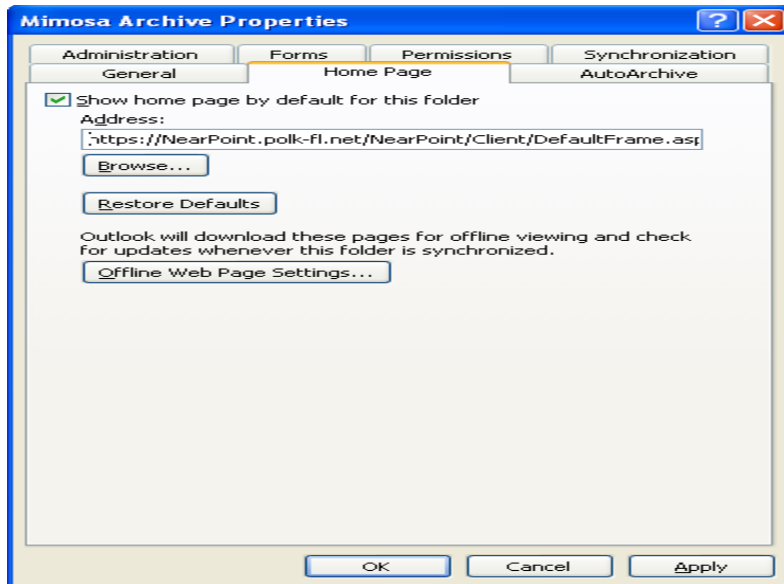 Mimosa Archive Properties
Administration Forms Permissions Synchronization
General Home Page AutoArchive
Show home page by default for this folder
Address:
https://NearPoint.polk-fl.net/NearPoint/Client/DefaultFrame.asp
Browse...
Restore Defaults
Outlook will download these pages for offline viewing and check
for updates whenever this folder is synchronized.
Offline Web Page Settings...
OK Cancel Apply